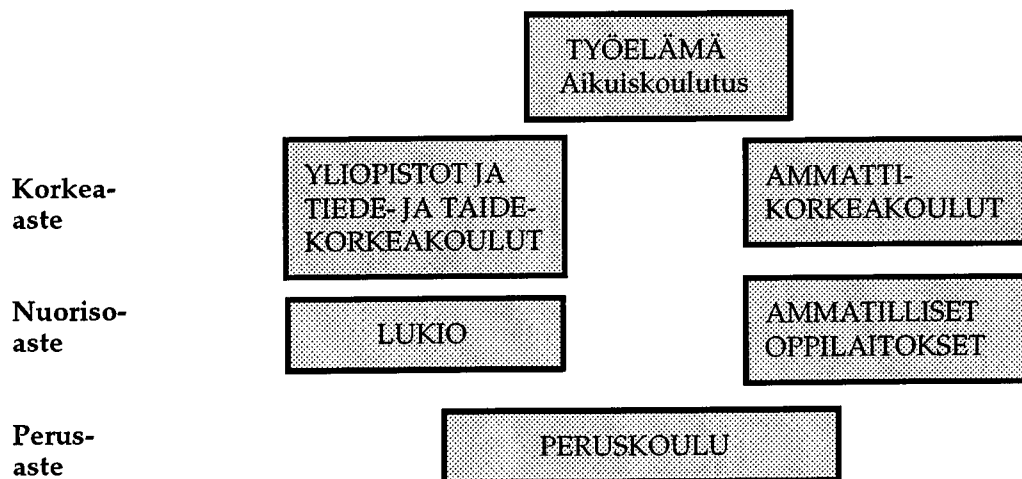 TYÖELÄMÄ
Aikuiskoulutus
Korkea-
aste
YLIOPISTOT JA
TIEDE- JA TAIDE-
KORKEAKOULUT
AMMATTI-
KORKEAKOULUT
Nuoriso-
aste
LUKIO
AMMATILLISET
OPPILAITOKSET
Perus-
aste
PERUSKOULU